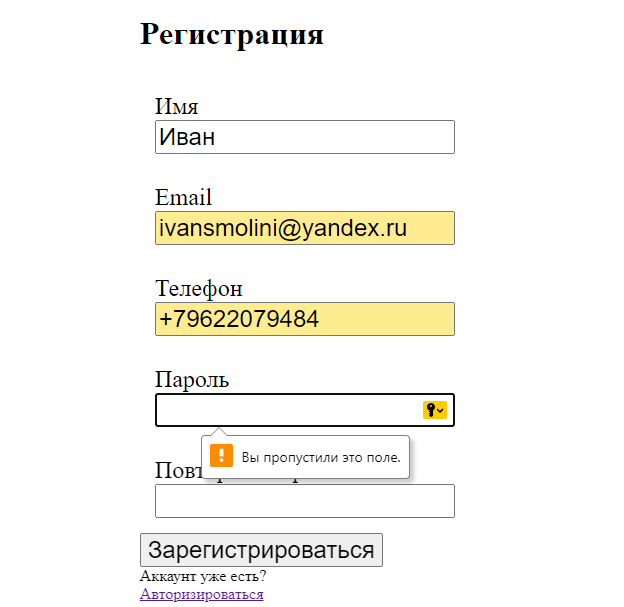 Регистрация
Имя
Иван
Email
ivansmolini@yandex.ru
Телефон
+79622079484
Пароль
Вы пропустили это поле.
Зарегистрироваться
Аккаунт уже есть?
Авторизироваться